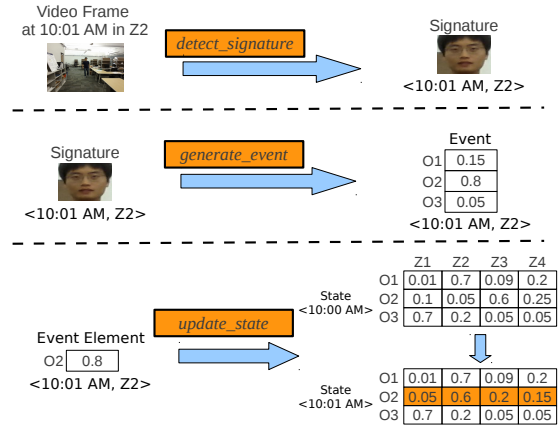 Video Frame
at 10:01 AM in Z2
detect_signature
Signature
<10:01 AM, Z2>
Signature
<10:01 AM, Z2>
generate_event
Event
O1 0.15
O2 0.8
O3 0.05
<10:01 AM, Z2>
Event Element
O2 0.8
<10:01 AM, Z2>
update_state
State
<10:00 AM>
Z1 Z2 Z3 Z4
O1 0.01 0.7 0.09 0.2
O2 0.1 0.05 0.6 0.25
O3 0.7 0.2 0.05 0.05
State
<10:01 AM>
O1 0.01 0.7 0.09 0.2
O2 0.05 0.6 0.2 0.15
O3 0.7 0.2 0.05 0.05